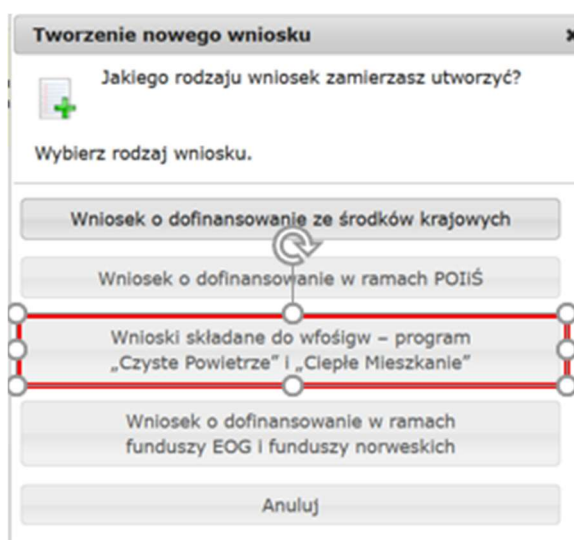 Tworzenie nowego wniosku
Jakiego rodzaju wniosek zamierzasz utworzyć?
Wybierz rodzaj wniosku.
Wniosek o dofinansowanie ze środków krajowych
Wniosek o dofinansowanie w ramach POIiŚ
Wnioski składane do wfośigw – program
„Czyste Powietrze” i „Ciepłe Mieszkanie”
Wniosek o dofinansowanie w ramach
funduszy EOG i funduszy norweskich
Anuluj